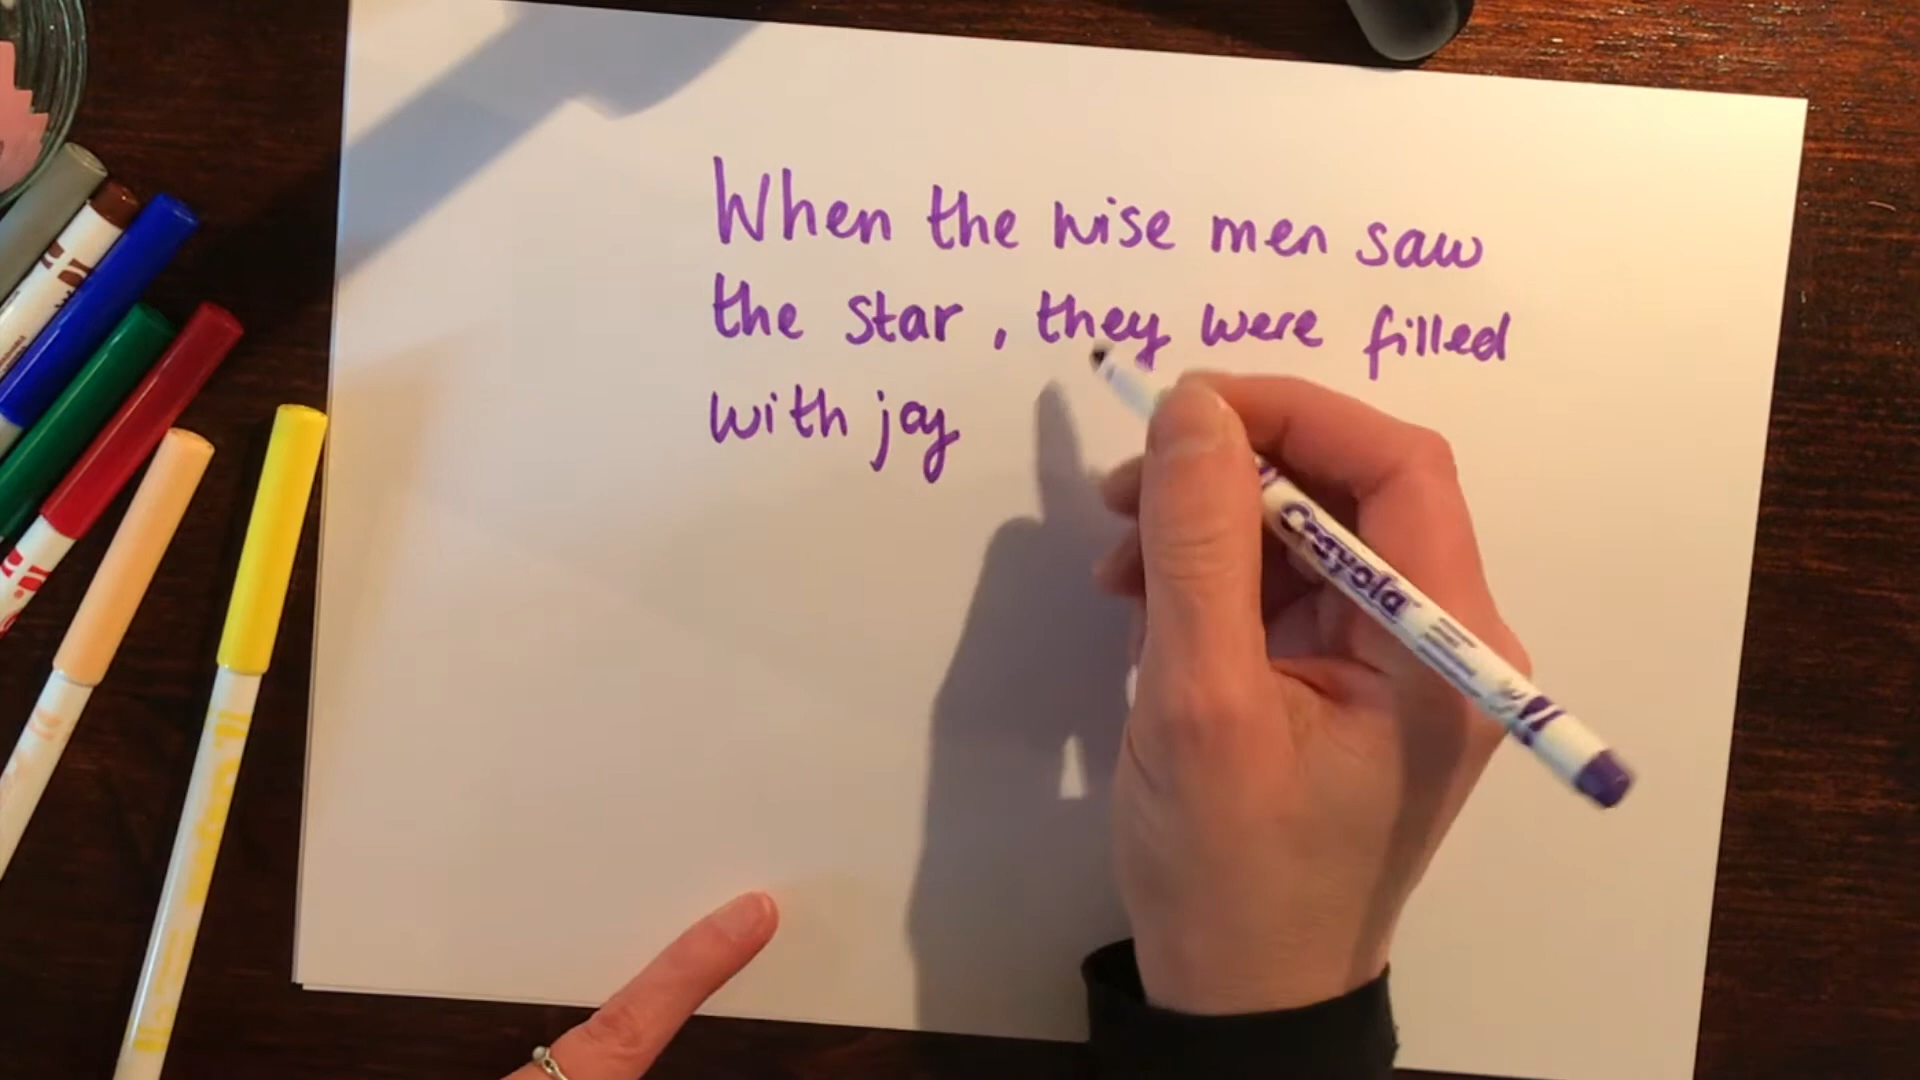 When the wise men saw
the star, they were filled
with joy
Crayola